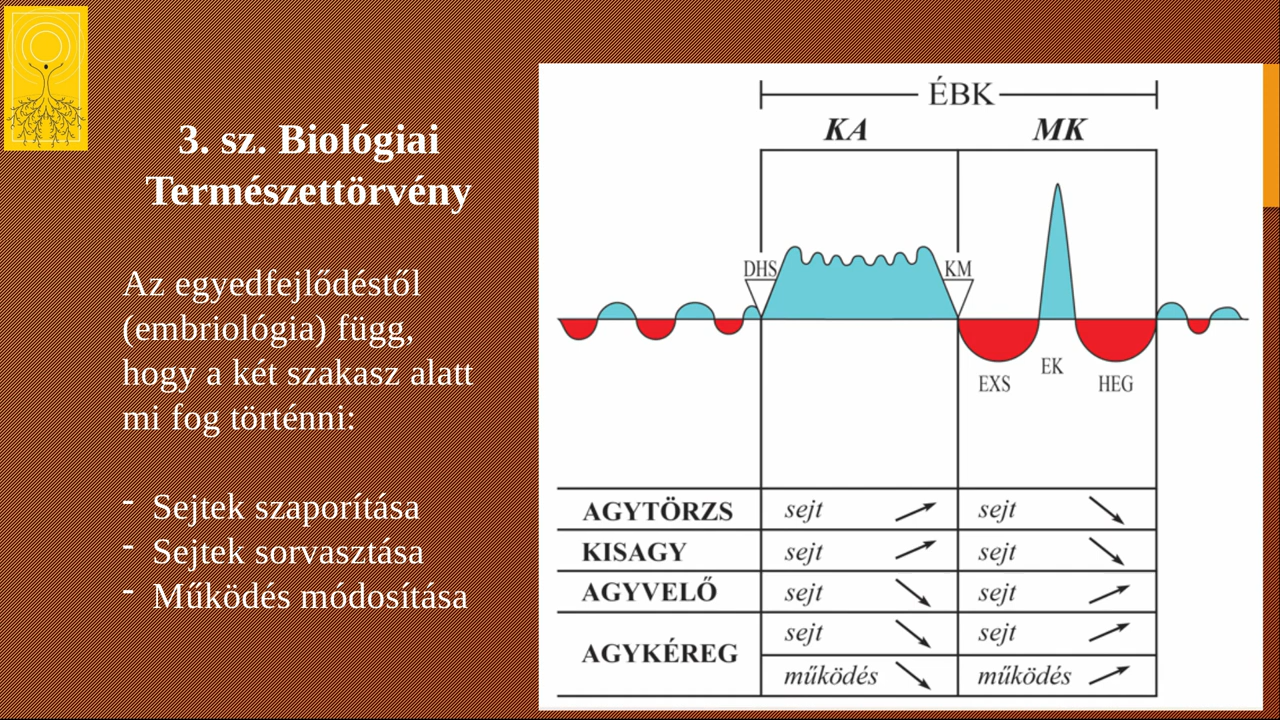 3. sz. Biológiai
Természettörvény
Az egyedfejlődéstől
(embriológia) függ,
hogy a két szakasz alatt
mi fog történni:
- Sejtek szaporítása
- Sejtek sorvasztása
- Működés módosítása
ÉBK
KA MK
DHS KM
EXS EK HEG
AGYTÖRZS sejt sejt
KISAGY sejt sejt
AGYVELŐ sejt sejt
AGYKÉREG sejt sejt
működés működés